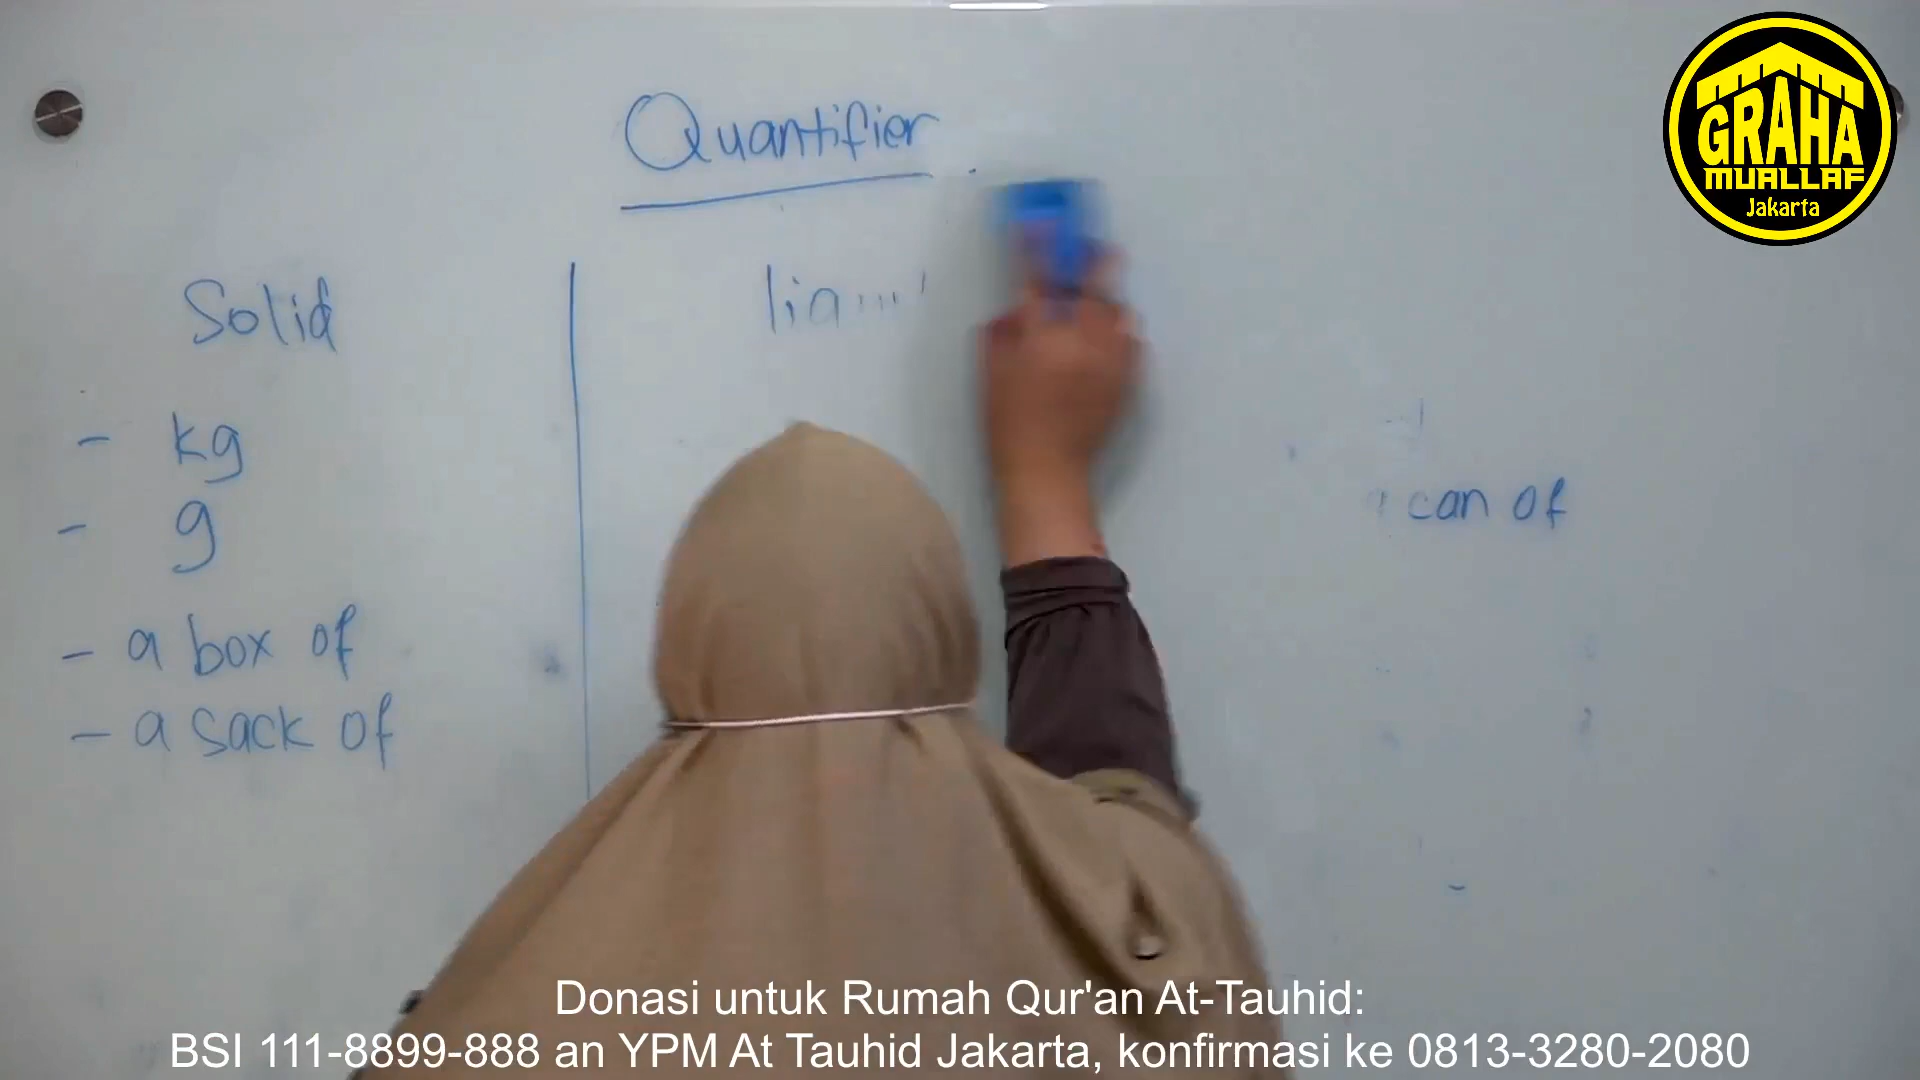 Quantifier
Solid
- kg
- g
- a box of
- a sack of
can of
GRAHA
MUALLAF
Jakarta
Donasi untuk Rumah Qur'an At-Tauhid:
BSI 111-8899-888 an YPM At Tauhid Jakarta, konfirmasi ke 0813-3280-2080